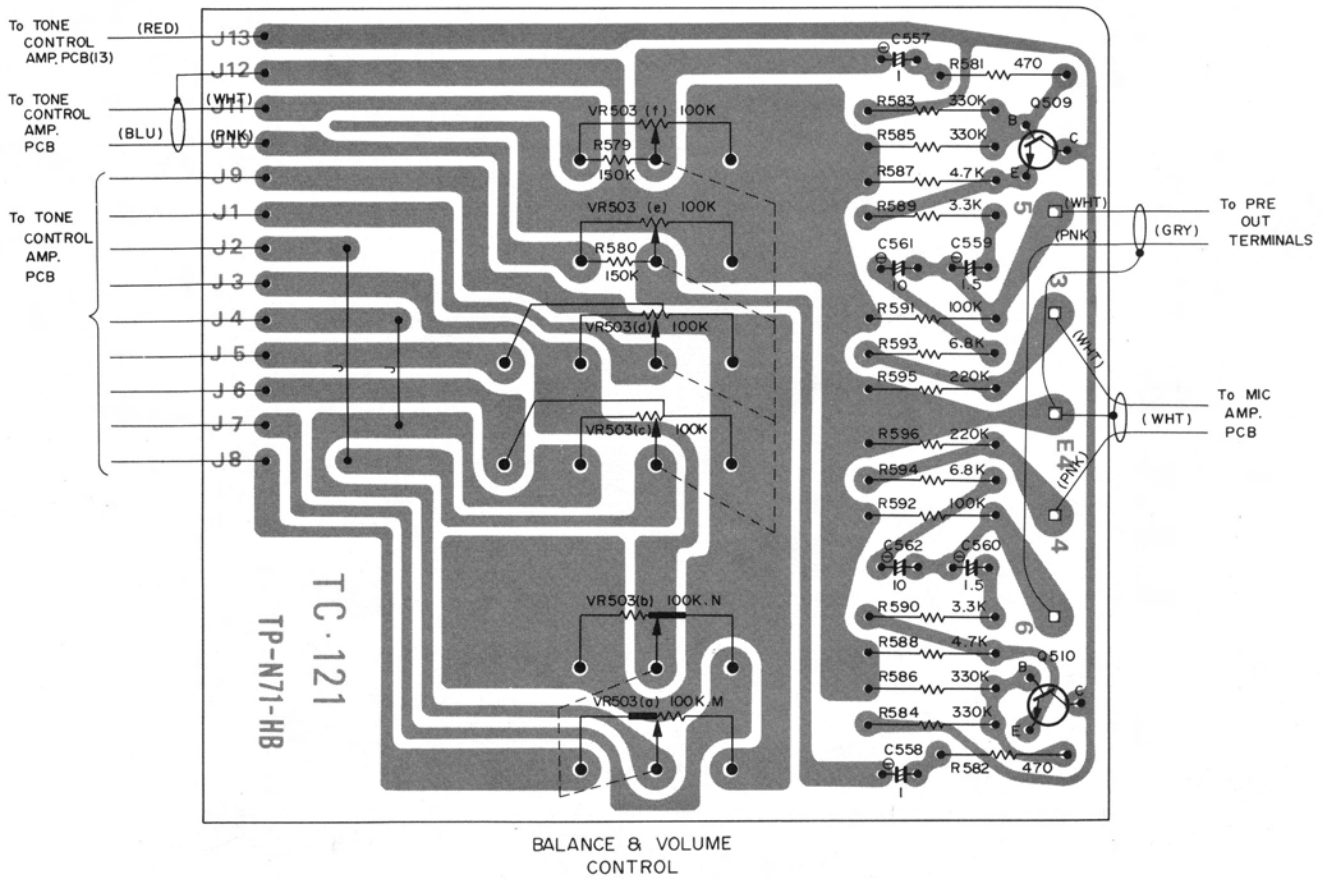 To TONE
CONTROL
AMP. PCB(13)
(RED)
J13
J12
To TONE
CONTROL
AMP.
PCB
(WHT)
J11
(BLU)
(PNK)
J10
J9
J1
To TONE
CONTROL
AMP.
PCB
J2
J3
J4
J5
J6
J7
J8
VR503 (f) 100K
R579
150K
VR503 (e) 100K
R580
150K
VR503(d) 100K
VR503(c) 100K
VR503(b) 100K.N
VR503(a) 100K.M
J
J
TC-121
TP-N71-HB
C557
1
R581 470
R583 330K
Q509
B
C
E
R585 330K
R587 4.7K
R589 3.3K
5
(WHT)
(PNK)
(GRY)
To PRE
OUT
TERMINALS
C561
10
C559
1.5
3
R591 100K
R593 6.8K
R595 220K
(WHT)
(WHT)
To MIC
AMP.
PCB
R596 220K
E4
(PNK)
R594 6.8K
R592 100K
4
C562
10
C560
1.5
R590 3.3K
6
R588 4.7K
Q510
B
C
E
R586 330K
R584 330K
C558
1
R582 470
BALANCE & VOLUME
CONTROL